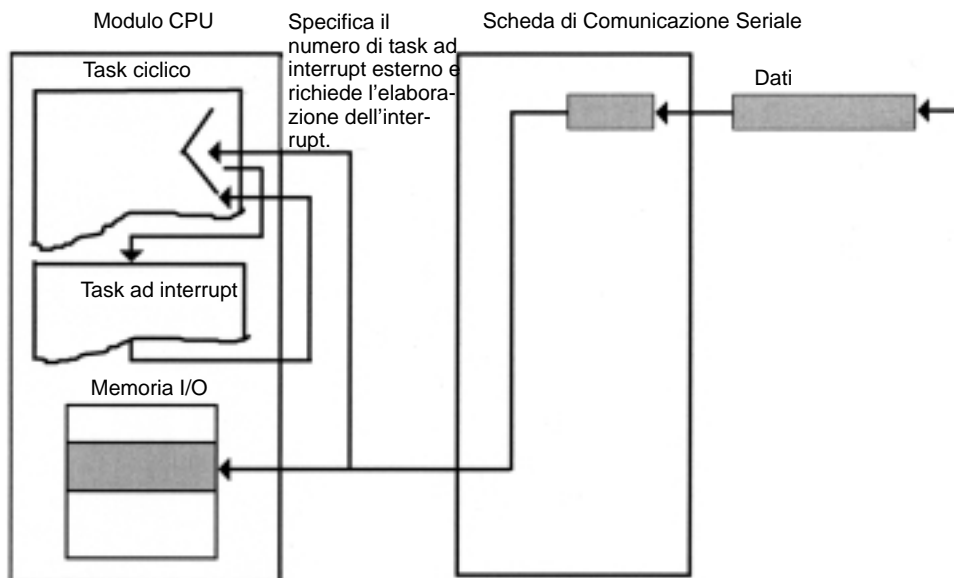 Modulo CPU
Specifica il
numero di task ad
interrupt esterno e
richiede l'elabora-
zione dell'inter-
rupt.
Scheda di Comunicazione Seriale
Task ciclico
Dati
Task ad interrupt
Memoria I/O